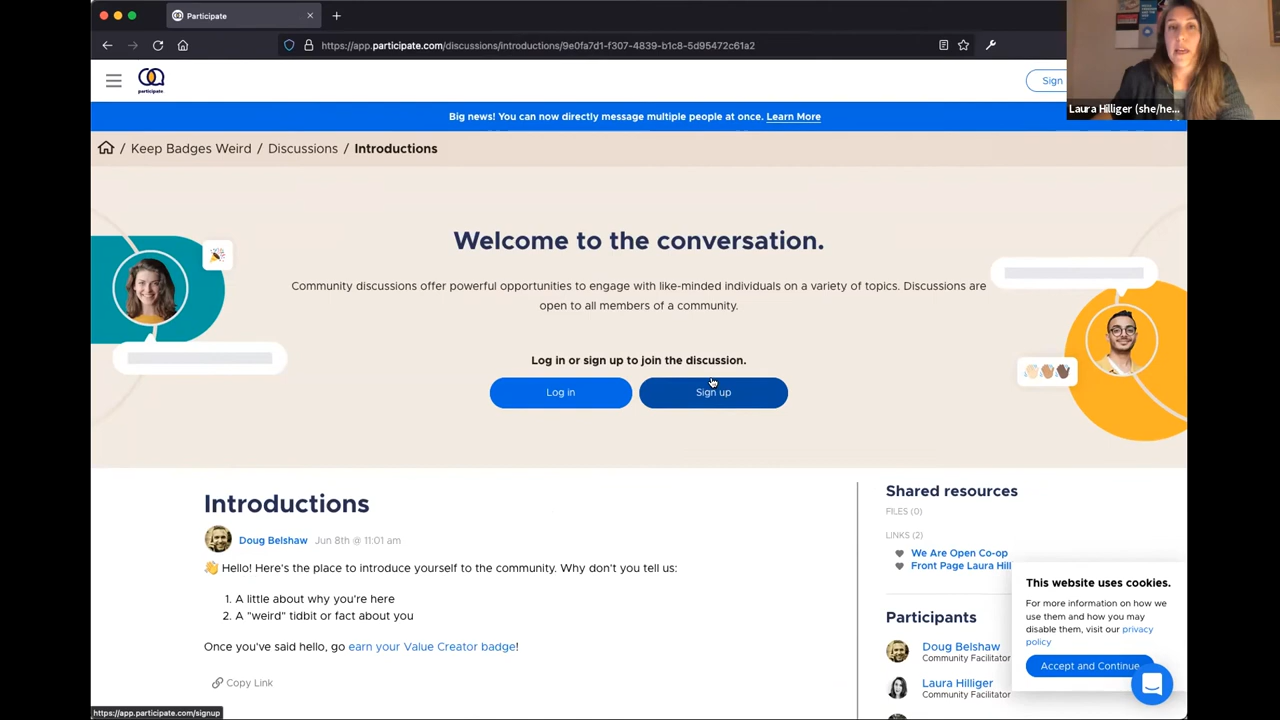 Participate
https://app.participate.com/discussions/introductions/9e0fa7d1-f307-4839-b1c8-5d95472c61a2
participate
Sign
Laura Hilliger (she/he...
Big news! You can now directly message multiple people at once. Learn More
/ Keep Badges Weird / Discussions / Introductions
Welcome to the conversation.
Community discussions offer powerful opportunities to engage with like-minded individuals on a variety of topics. Discussions are
open to all members of a community.
Log in or sign up to join the discussion.
Log in
Sign up
Introductions
Doug Belshaw Jun 8th @ 11:01 am
👋 Hello! Here's the place to introduce yourself to the community. Why don't you tell us:
1. A little about why you're here
2. A "weird" tidbit or fact about you
Once you've said hello, go earn your Value Creator badge!
Copy Link
Shared resources
FILES (0)
LINKS (2)
We Are Open Co-op
Front Page Laura Hill
Participants
Doug Belshaw
Community Facilitator
Laura Hilliger
Community Facilitator
This website uses cookies.
For more information on how we
use them and how you may
disable them, visit our privacy
policy
Accept and Continue
https://app.participate.com/signup